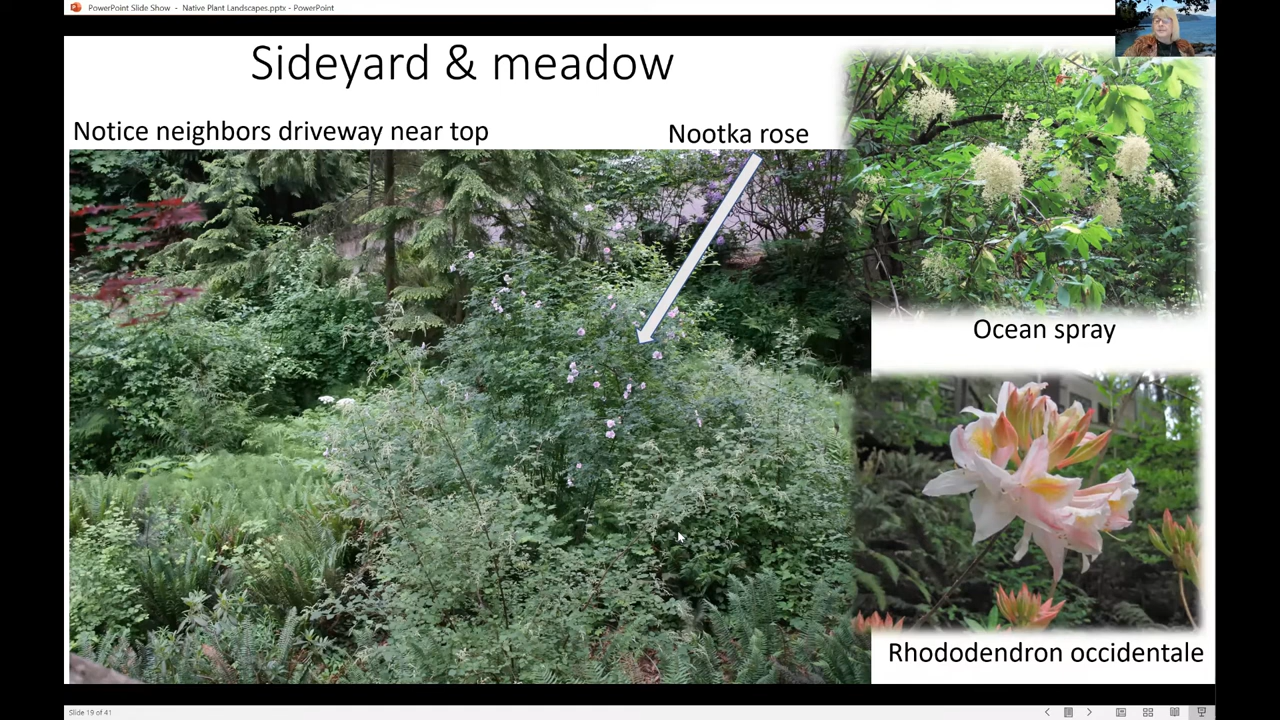 PowerPoint Slide Show - Native Plant Landscapes.pptx - PowerPoint
Sideyard & meadow
Notice neighbors driveway near top
Nootka rose
Ocean spray
Rhododendron occidentale
Slide 19 of 41